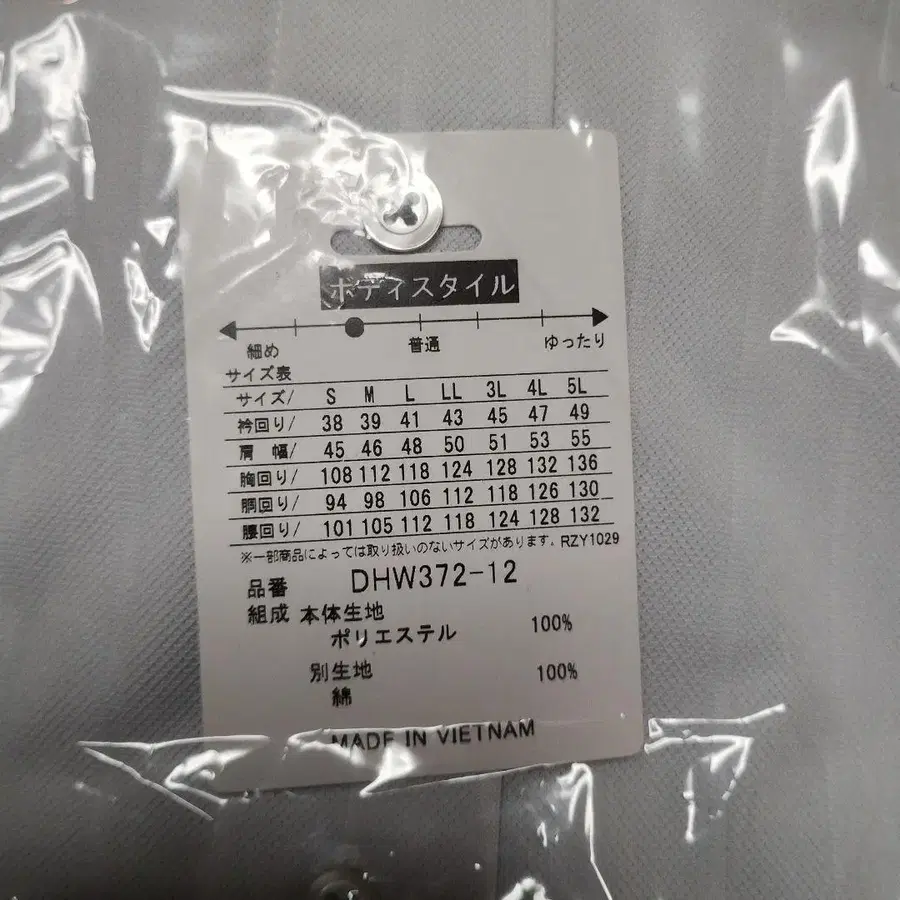 ボディスタイル
細め 普通 ゆったり
サイズ表
サイズ/ S M L LL 3L 4L 5L
衿回り/ 38 39 41 43 45 47 49
肩 幅/ 45 46 48 50 51 53 55
胸回り/ 108 112 118 124 128 132 136
胴回り/ 94 98 106 112 118 126 130
腰回り/ 101 105 112 118 124 128 132
※一部商品によっては取り扱いのないサイズがあります。RZY1029
品番 DHW372-12
組成 本体生地
ポリエステル 100%
別生地
綿 100%
MADE IN VIETNAM